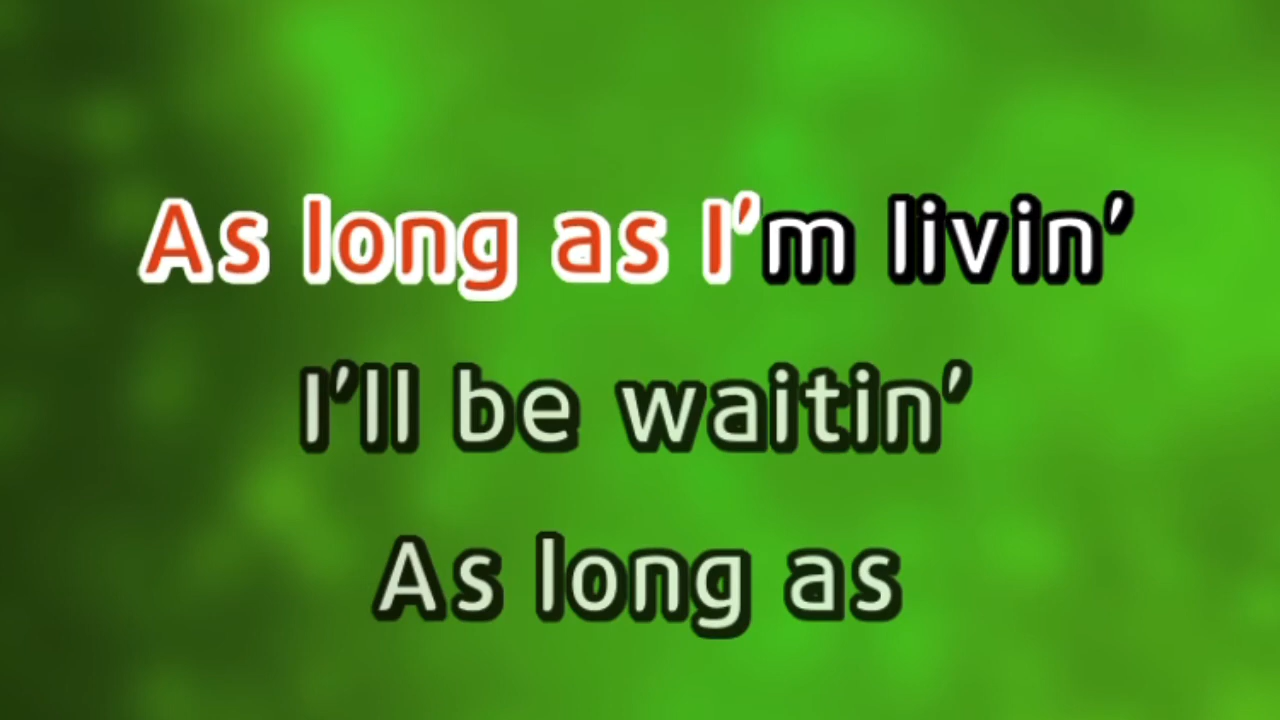 As long as I’m livin’
I’ll be waitin’
As long as